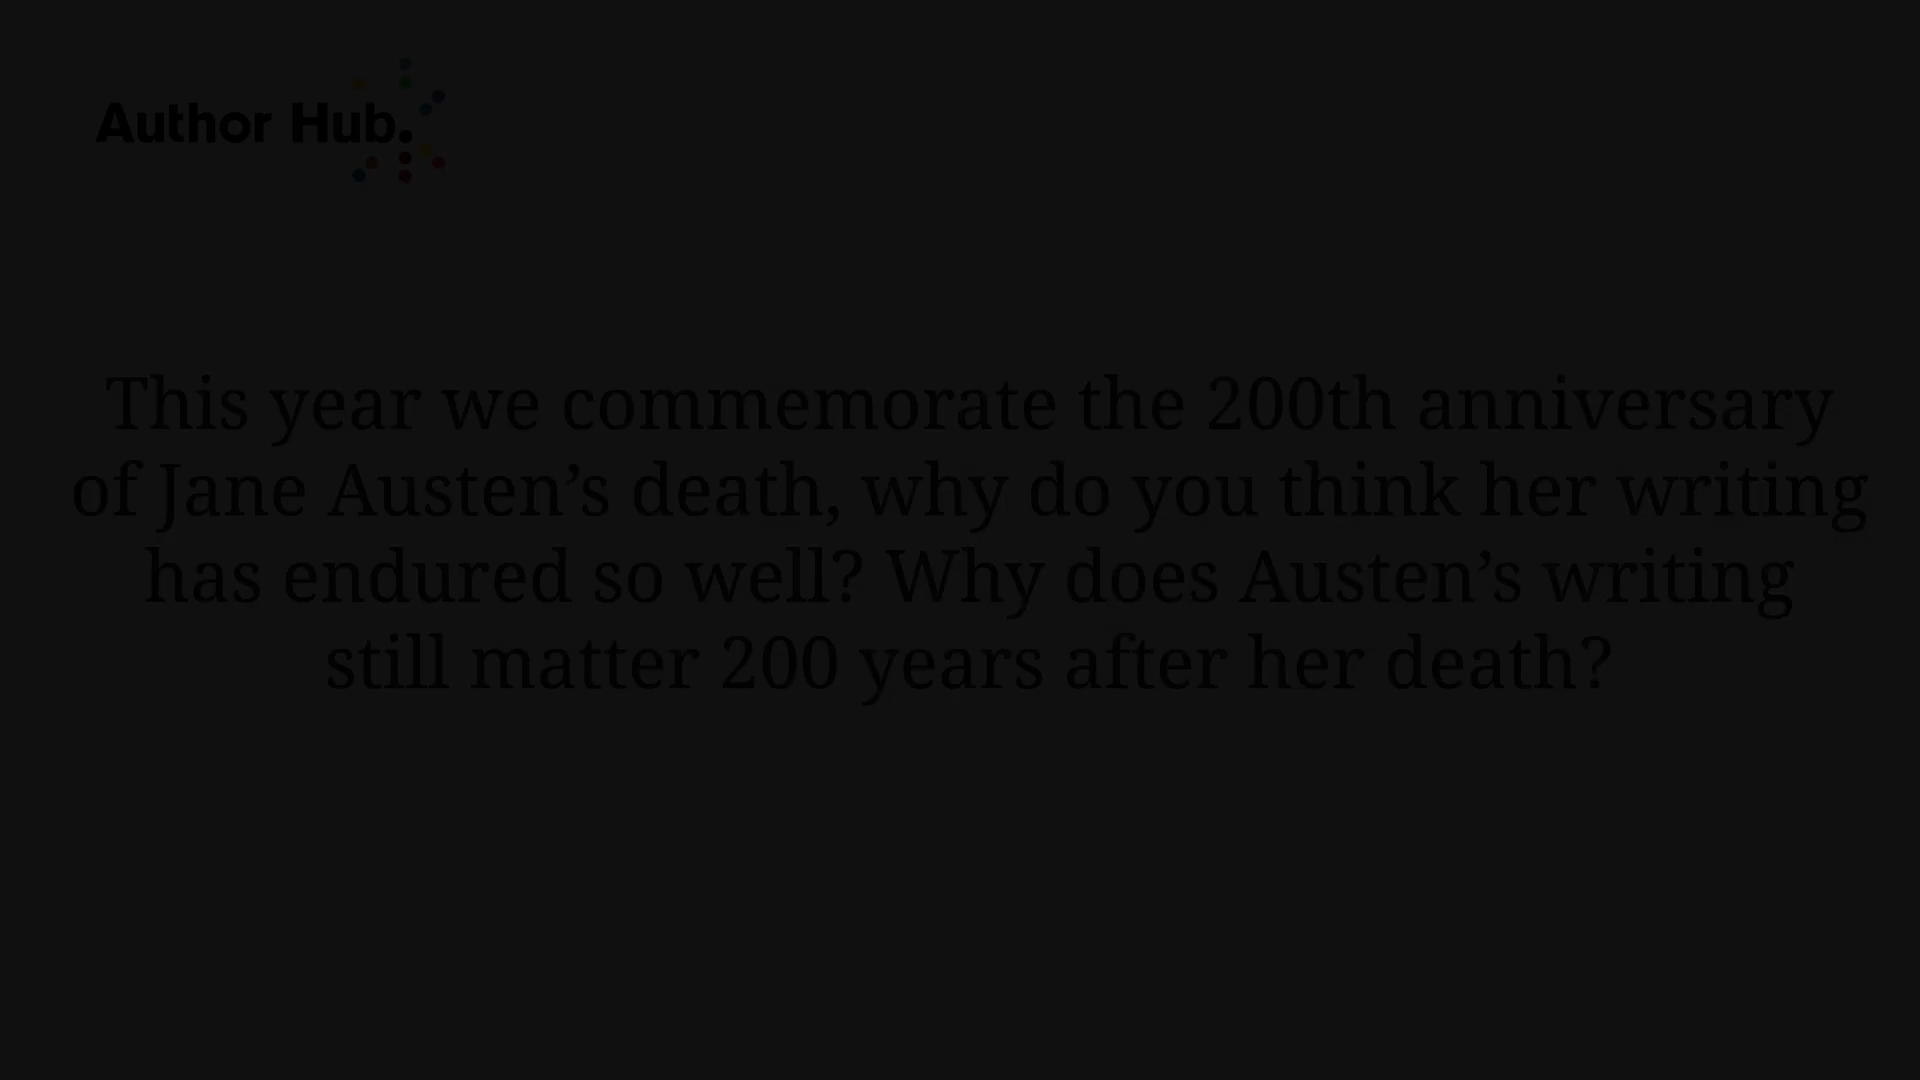 Author Hub.
This year we commemorate the 200th anniversary
of Jane Austen’s death, why do you think her writing
has endured so well? Why does Austen’s writing
still matter 200 years after her death?